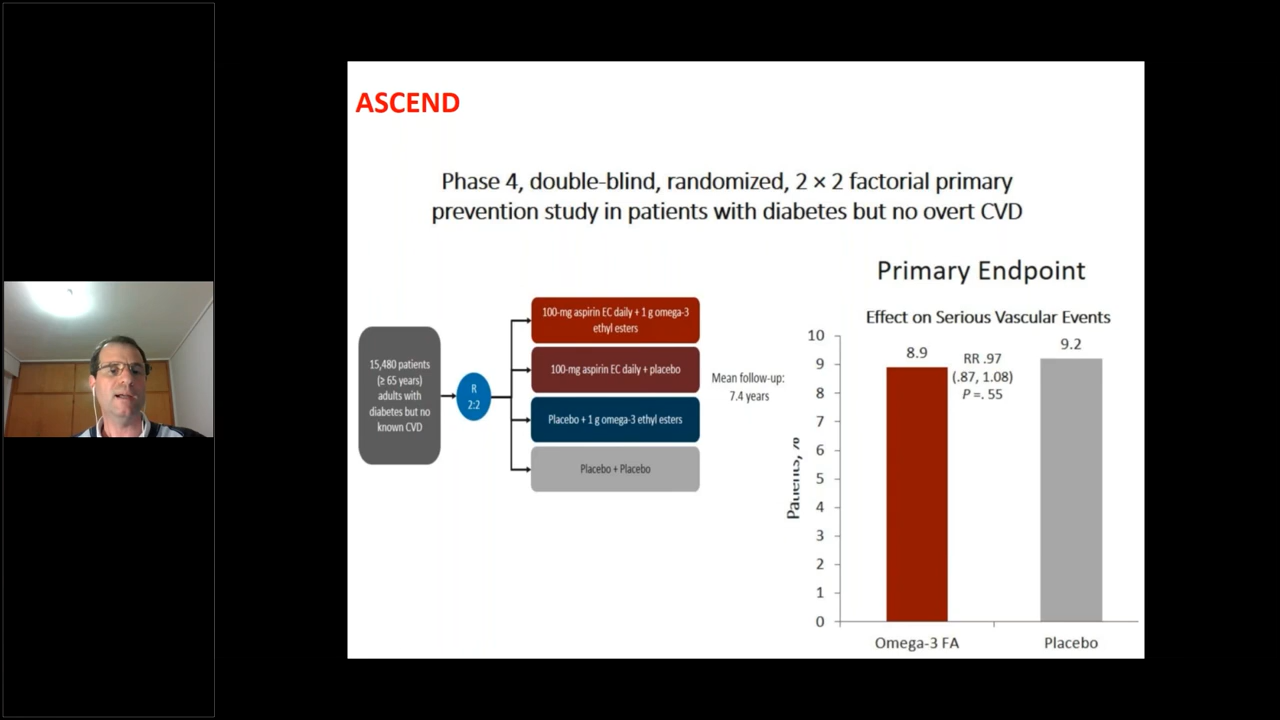 ASCEND
Phase 4, double-blind, randomized, 2 × 2 factorial primary
prevention study in patients with diabetes but no overt CVD
15,480 patients
(≥ 65 years)
adults with
diabetes but no
known CVD
R
2:2
100-mg aspirin EC daily + 1 g omega-3
ethyl esters
100-mg aspirin EC daily + placebo
Placebo + 1 g omega-3 ethyl esters
Placebo + Placebo
Mean follow-up:
7.4 years
Primary Endpoint
Effect on Serious Vascular Events
Patients, %
10
9
8
7
6
5
4
3
2
1
0
8.9
RR .97
(.87, 1.08)
P =. 55
9.2
Omega-3 FA
Placebo